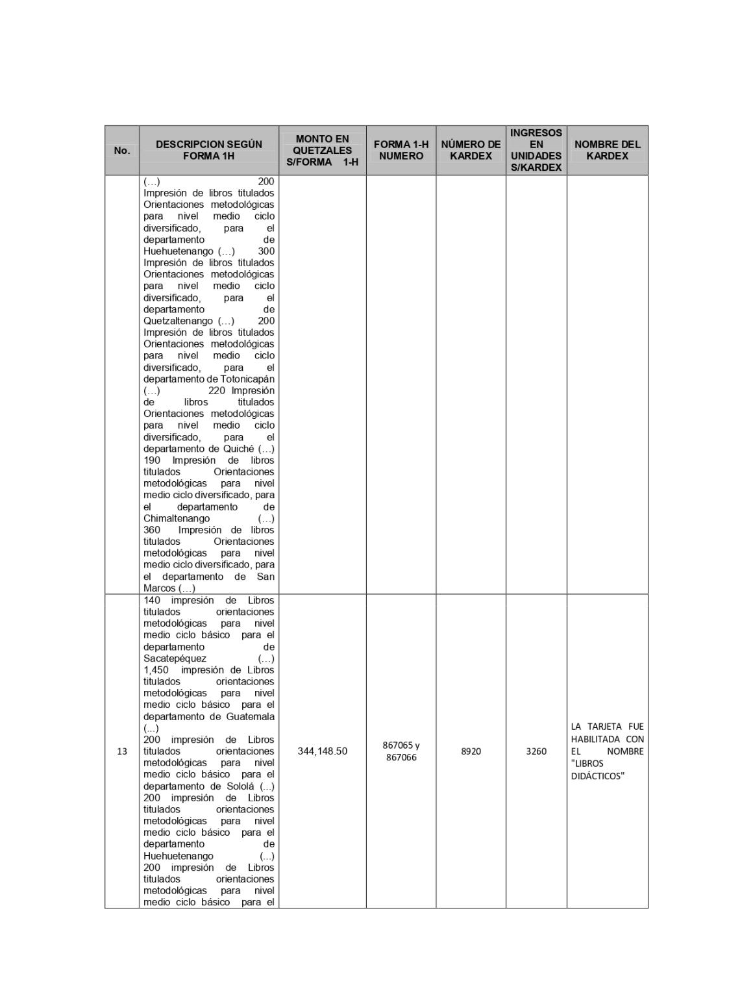 No.
DESCRIPCION SEGÚN
FORMA 1H
MONTO EN
QUETZALES
S/FORMA 1-H
FORMA 1-H
NUMERO
NÚMERO DE
KARDEX
INGRESOS
EN
UNIDADES
S/KARDEX
NOMBRE DEL
KARDEX
(…) 200
Impresión de libros titulados
Orientaciones metodológicas
para nivel medio ciclo
diversificado, para el
departamento de
Huehuetenango (…) 300
Impresión de libros titulados
Orientaciones metodológicas
para nivel medio ciclo
diversificado, para el
departamento de
Quetzaltenango (…) 200
Impresión de libros titulados
Orientaciones metodológicas
para nivel medio ciclo
diversificado, para el
departamento de Totonicapán
(…) 220 Impresión
de libros titulados
Orientaciones metodológicas
para nivel medio ciclo
diversificado, para el
departamento de Quiché (…)
190 Impresión de libros
titulados Orientaciones
metodológicas para nivel
medio ciclo diversificado, para
el departamento de
Chimaltenango (…)
360 Impresión de libros
titulados Orientaciones
metodológicas para nivel
medio ciclo diversificado, para
el departamento de San
Marcos (…)
13
140 impresión de Libros
titulados orientaciones
metodológicas para nivel
medio ciclo básico para el
departamento de
Sacatepéquez (…)
1,450 impresión de Libros
titulados orientaciones
metodológicas para nivel
medio ciclo básico para el
departamento de Guatemala
(...)
200 impresión de Libros
titulados orientaciones
metodológicas para nivel
medio ciclo básico para el
departamento de Sololá (...)
200 impresión de Libros
titulados orientaciones
metodológicas para nivel
medio ciclo básico para el
departamento de
Huehuetenango (...)
200 impresión de Libros
titulados orientaciones
metodológicas para nivel
medio ciclo básico para el
344,148.50
867065 y
867066
8920
3260
LA TARJETA FUE
HABILITADA CON
EL NOMBRE
"LIBROS
DIDÁCTICOS"